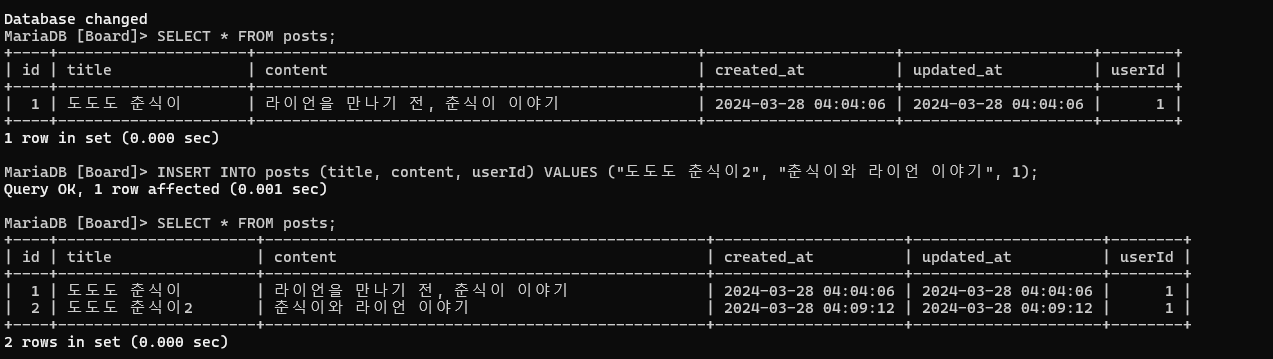 Database changed
MariaDB [Board]> SELECT * FROM posts;
+----+----------------------+-------------------------------------------------+---------------------+---------------------+--------+
| id | title                | content                                         | created_at          | updated_at          | userId |
+----+----------------------+-------------------------------------------------+---------------------+---------------------+--------+
|  1 | 도도도 춘식이 | 라이언을 만나기 전, 춘식이 이야기 | 2024-03-28 04:04:06 | 2024-03-28 04:04:06 |      1 |
+----+----------------------+-------------------------------------------------+---------------------+---------------------+--------+
1 row in set (0.000 sec)
MariaDB [Board]> INSERT INTO posts (title, content, userId) VALUES ("도도도 춘식이2", "춘식이와 라이언 이야기", 1);
Query OK, 1 row affected (0.001 sec)
MariaDB [Board]> SELECT * FROM posts;
+----+----------------------+-------------------------------------------------+---------------------+---------------------+--------+
| id | title                | content                                         | created_at          | updated_at          | userId |
+----+----------------------+-------------------------------------------------+---------------------+---------------------+--------+
|  1 | 도도도 춘식이 | 라이언을 만나기 전, 춘식이 이야기 | 2024-03-28 04:04:06 | 2024-03-28 04:04:06 |      1 |
|  2 | 도도도 춘식이2 | 춘식이와 라이언 이야기 | 2024-03-28 04:09:12 | 2024-03-28 04:09:12 |      1 |
+----+----------------------+-------------------------------------------------+---------------------+---------------------+--------+
2 rows in set (0.000 sec)